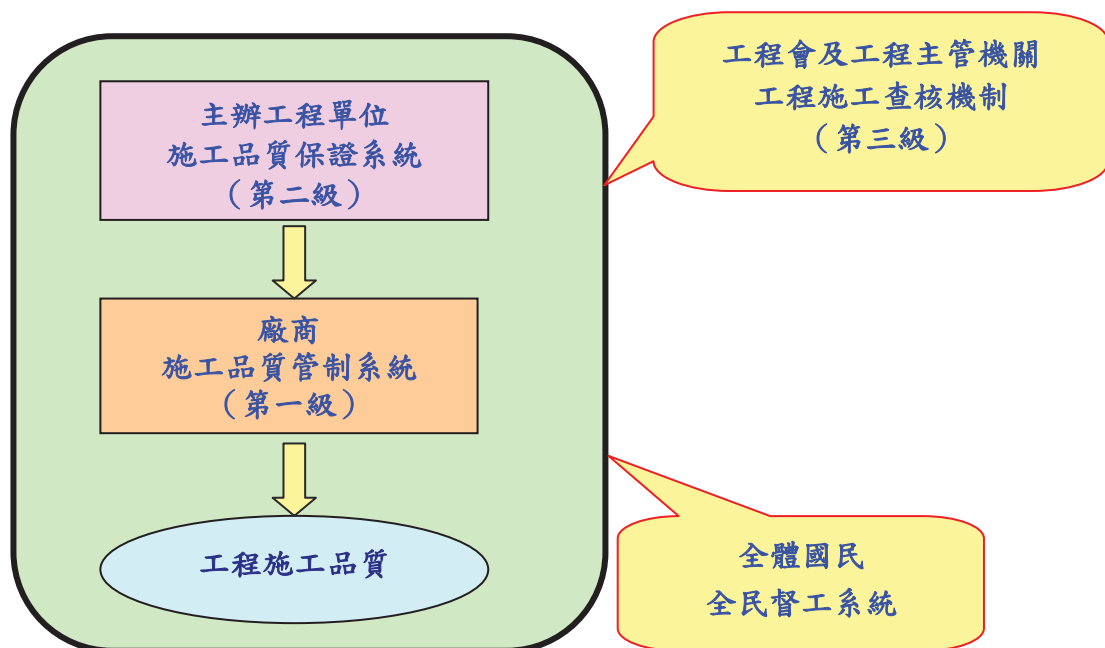 主辦工程單位
施工品質保證系統
（第二級）
廠商
施工品質管制系統
（第一級）
工程施工品質
工程會及工程主管機關
工程施工查核機制
（第三級）
全體國民
全民督工系統